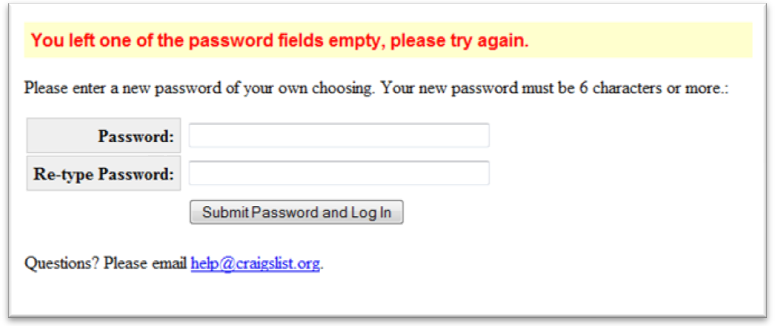 You left one of the password fields empty, please try again.
Please enter a new password of your own choosing. Your new password must be 6 characters or more.:
Password:
Re-type Password:
Submit Password and Log In
Questions? Please email help@craigslist.org.